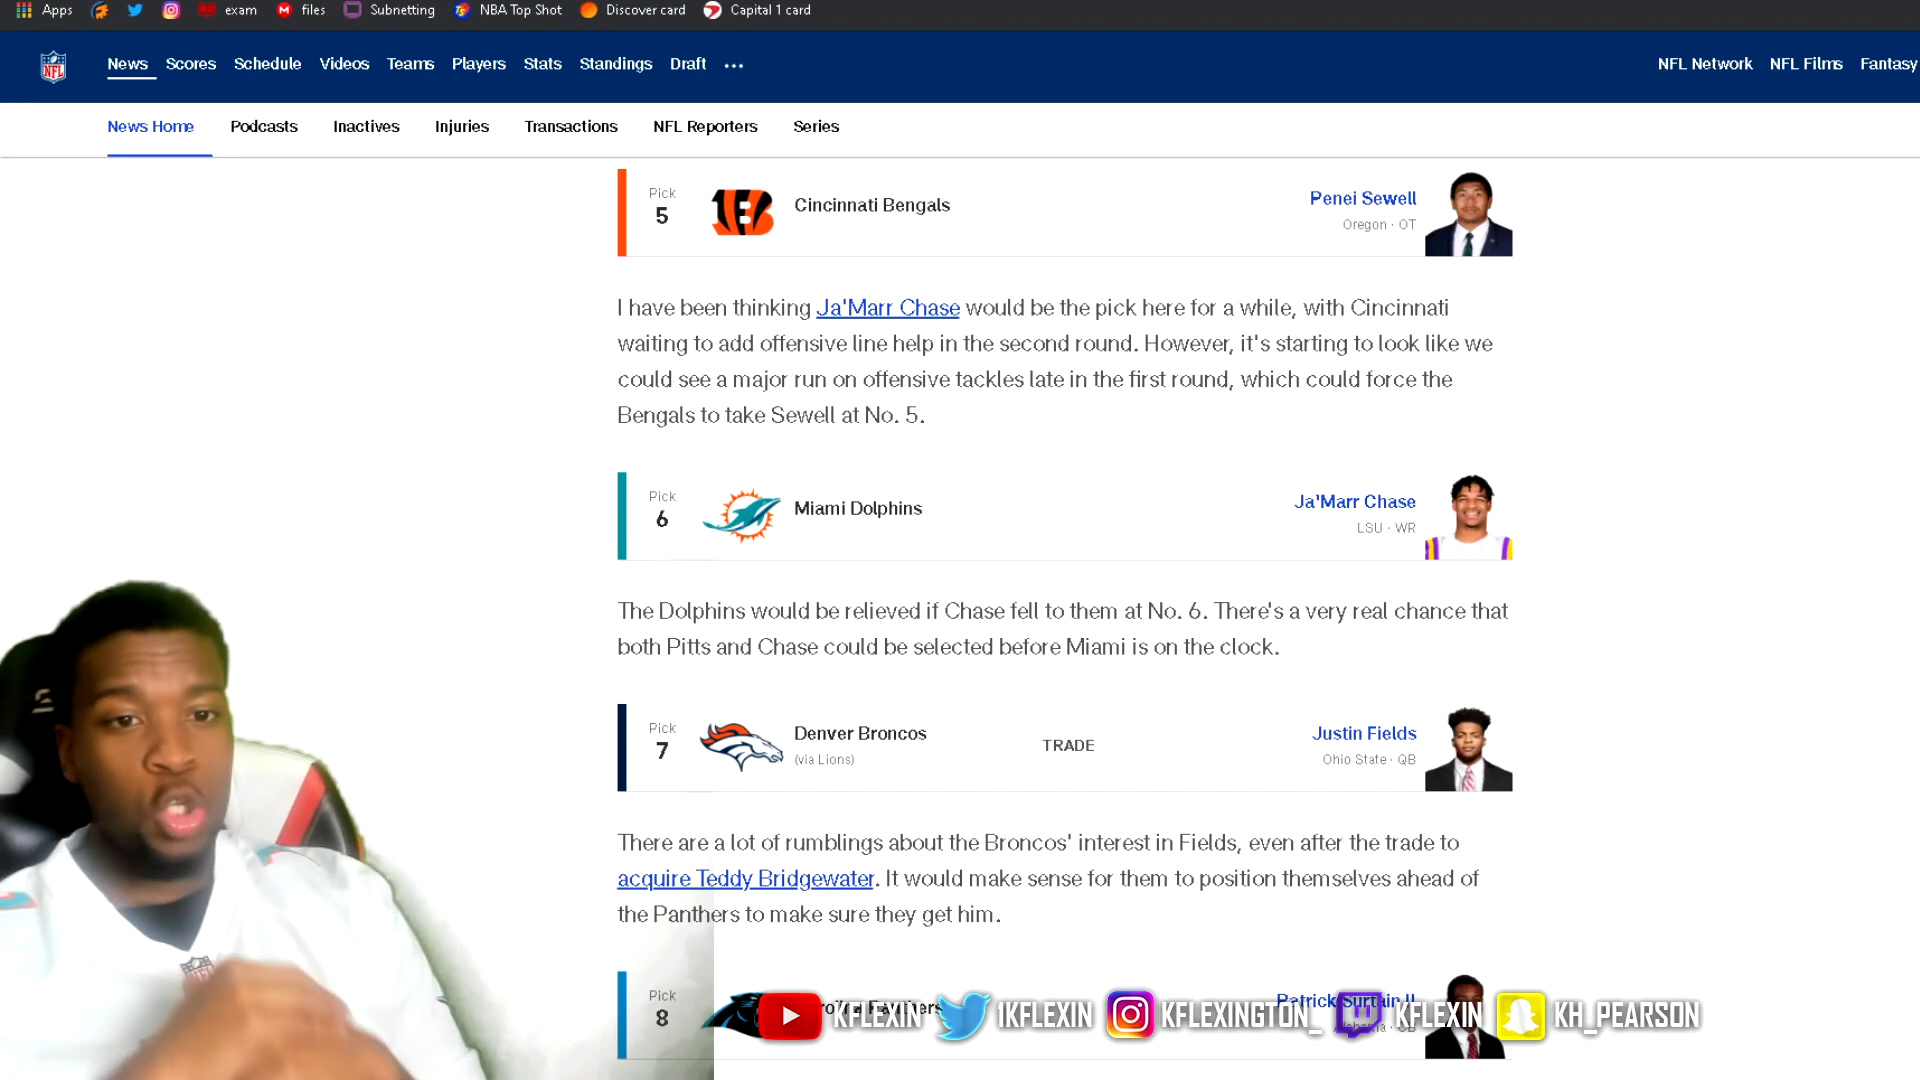 Apps exam files Subnetting NBA Top Shot Discover card Capital 1 card
NFL News Scores Schedule Videos Teams Players Stats Standings Draft ... NFL Network NFL Films Fantasy
News Home Podcasts Inactives Injuries Transactions NFL Reporters Series
Pick
5
Cincinnati Bengals
Penei Sewell
Oregon · OT
I have been thinking Ja'Marr Chase would be the pick here for a while, with Cincinnati
waiting to add offensive line help in the second round. However, it's starting to look like we
could see a major run on offensive tackles late in the first round, which could force the
Bengals to take Sewell at No. 5.
Pick
6
Miami Dolphins
Ja'Marr Chase
LSU · WR
The Dolphins would be relieved if Chase fell to them at No. 6. There's a very real chance that
both Pitts and Chase could be selected before Miami is on the clock.
Pick
7
Denver Broncos
(via Lions)
TRADE
Justin Fields
Ohio State · QB
There are a lot of rumblings about the Broncos' interest in Fields, even after the trade to
acquire Teddy Bridgewater. It would make sense for them to position themselves ahead of
the Panthers to make sure they get him.
Pick
8
Panthers
Patrick Surtain II
KFLEXIN 1KFLEXIN KFLEXINGTON_ KFLEXIN KH_PEARSON